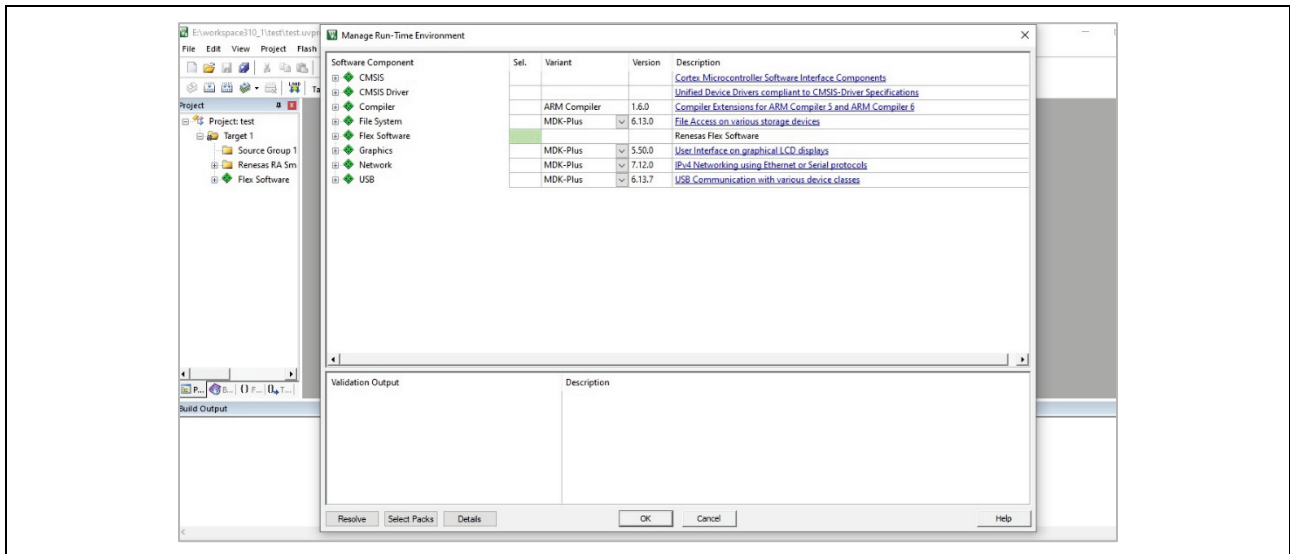 E:\workspace310_1\test\test.uvpr
File Edit View Project Flash
Project
Project: test
Target 1
Source Group 1
Renesas RA Sm
Flex Software
P... B... {} F... T...
Build Output
Manage Run-Time Environment
Software Component Sel. Variant Version Description
CMSIS Cortex Microcontroller Software Interface Components
CMSIS Driver Unified Device Drivers compliant to CMSIS-Driver Specifications
Compiler ARM Compiler 1.6.0 Compiler Extensions for ARM Compiler 5 and ARM Compiler 6
File System MDK-Plus 6.13.0 File Access on various storage devices
Flex Software Renesas Flex Software
Graphics MDK-Plus 5.50.0 User Interface on graphical LCD displays
Network MDK-Plus 7.12.0 IPv4 Networking using Ethernet or Serial protocols
USB MDK-Plus 6.13.7 USB Communication with various device classes
Validation Output Description
Resolve Select Packs Details OK Cancel Help